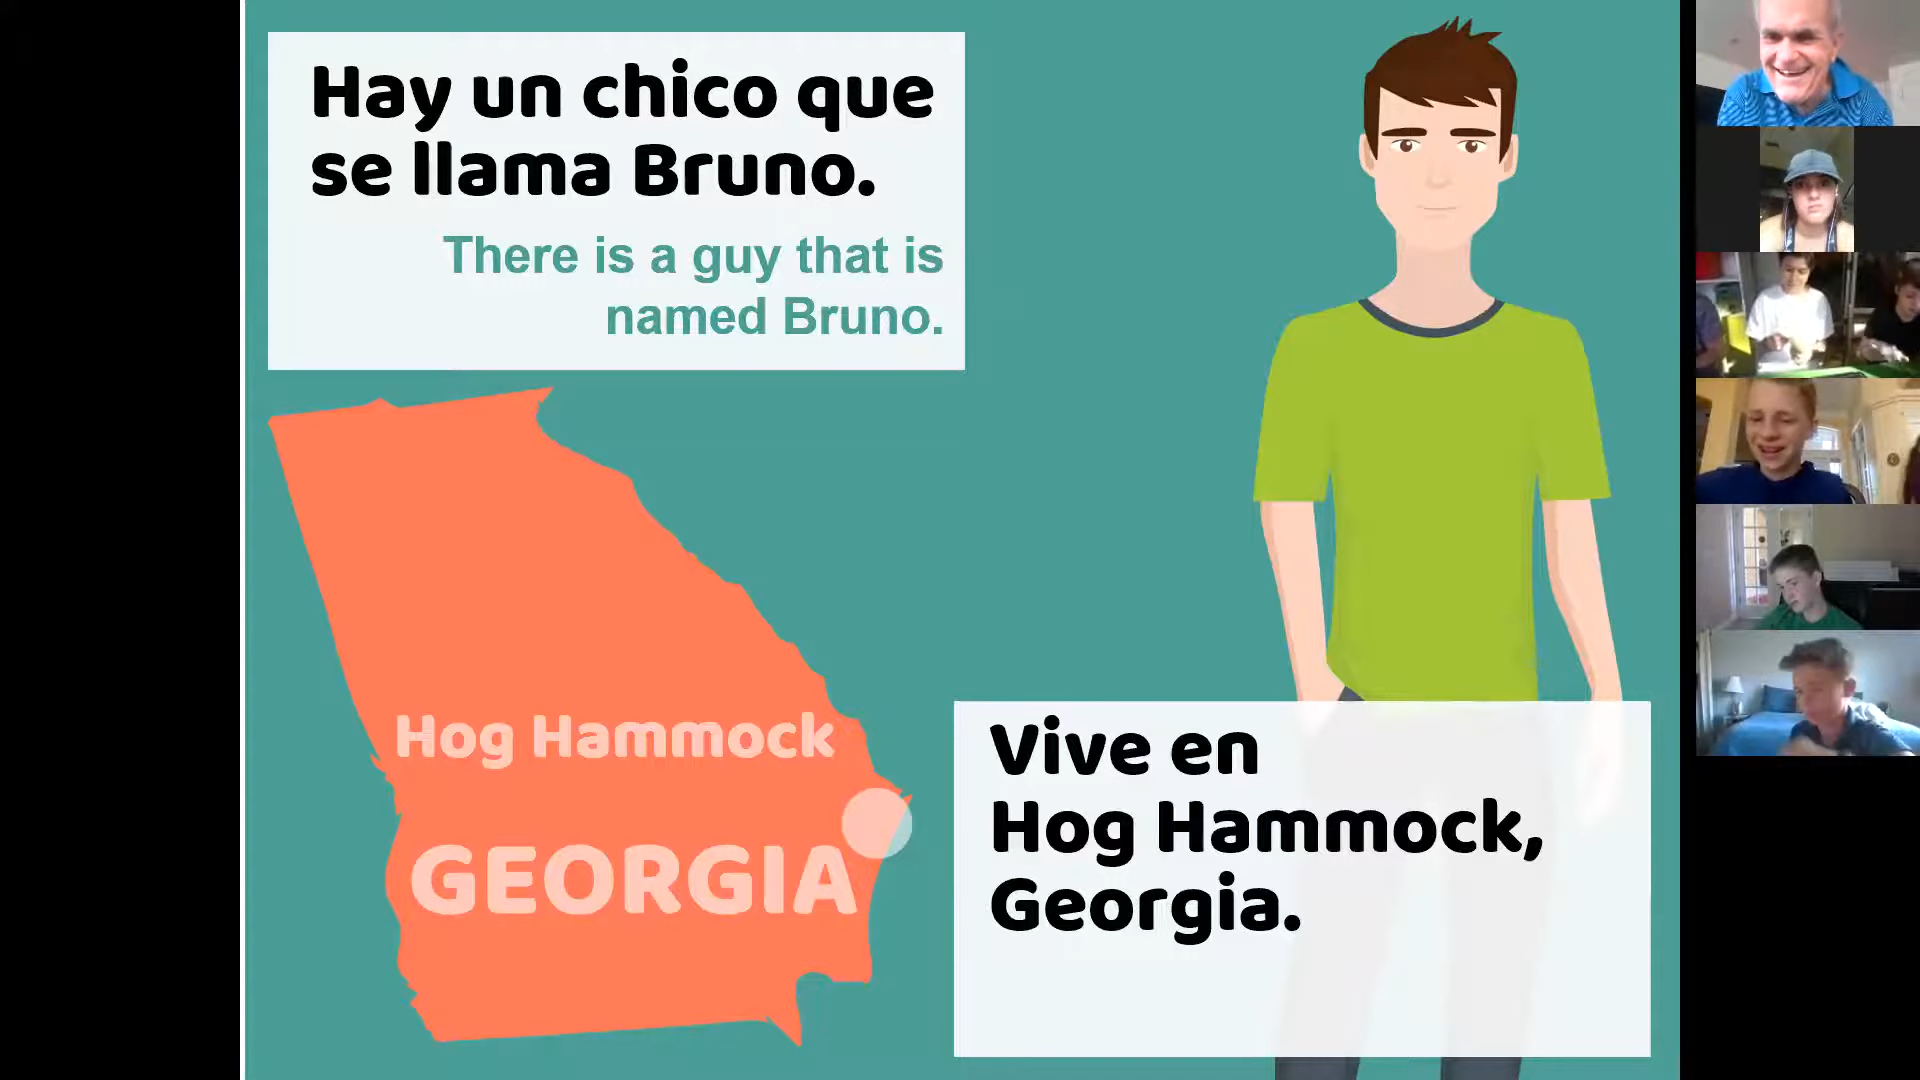 Hay un chico que
se llama Bruno.
There is a guy that is
named Bruno.
Hog Hammock
GEORGIA
Vive en
Hog Hammock,
Georgia.